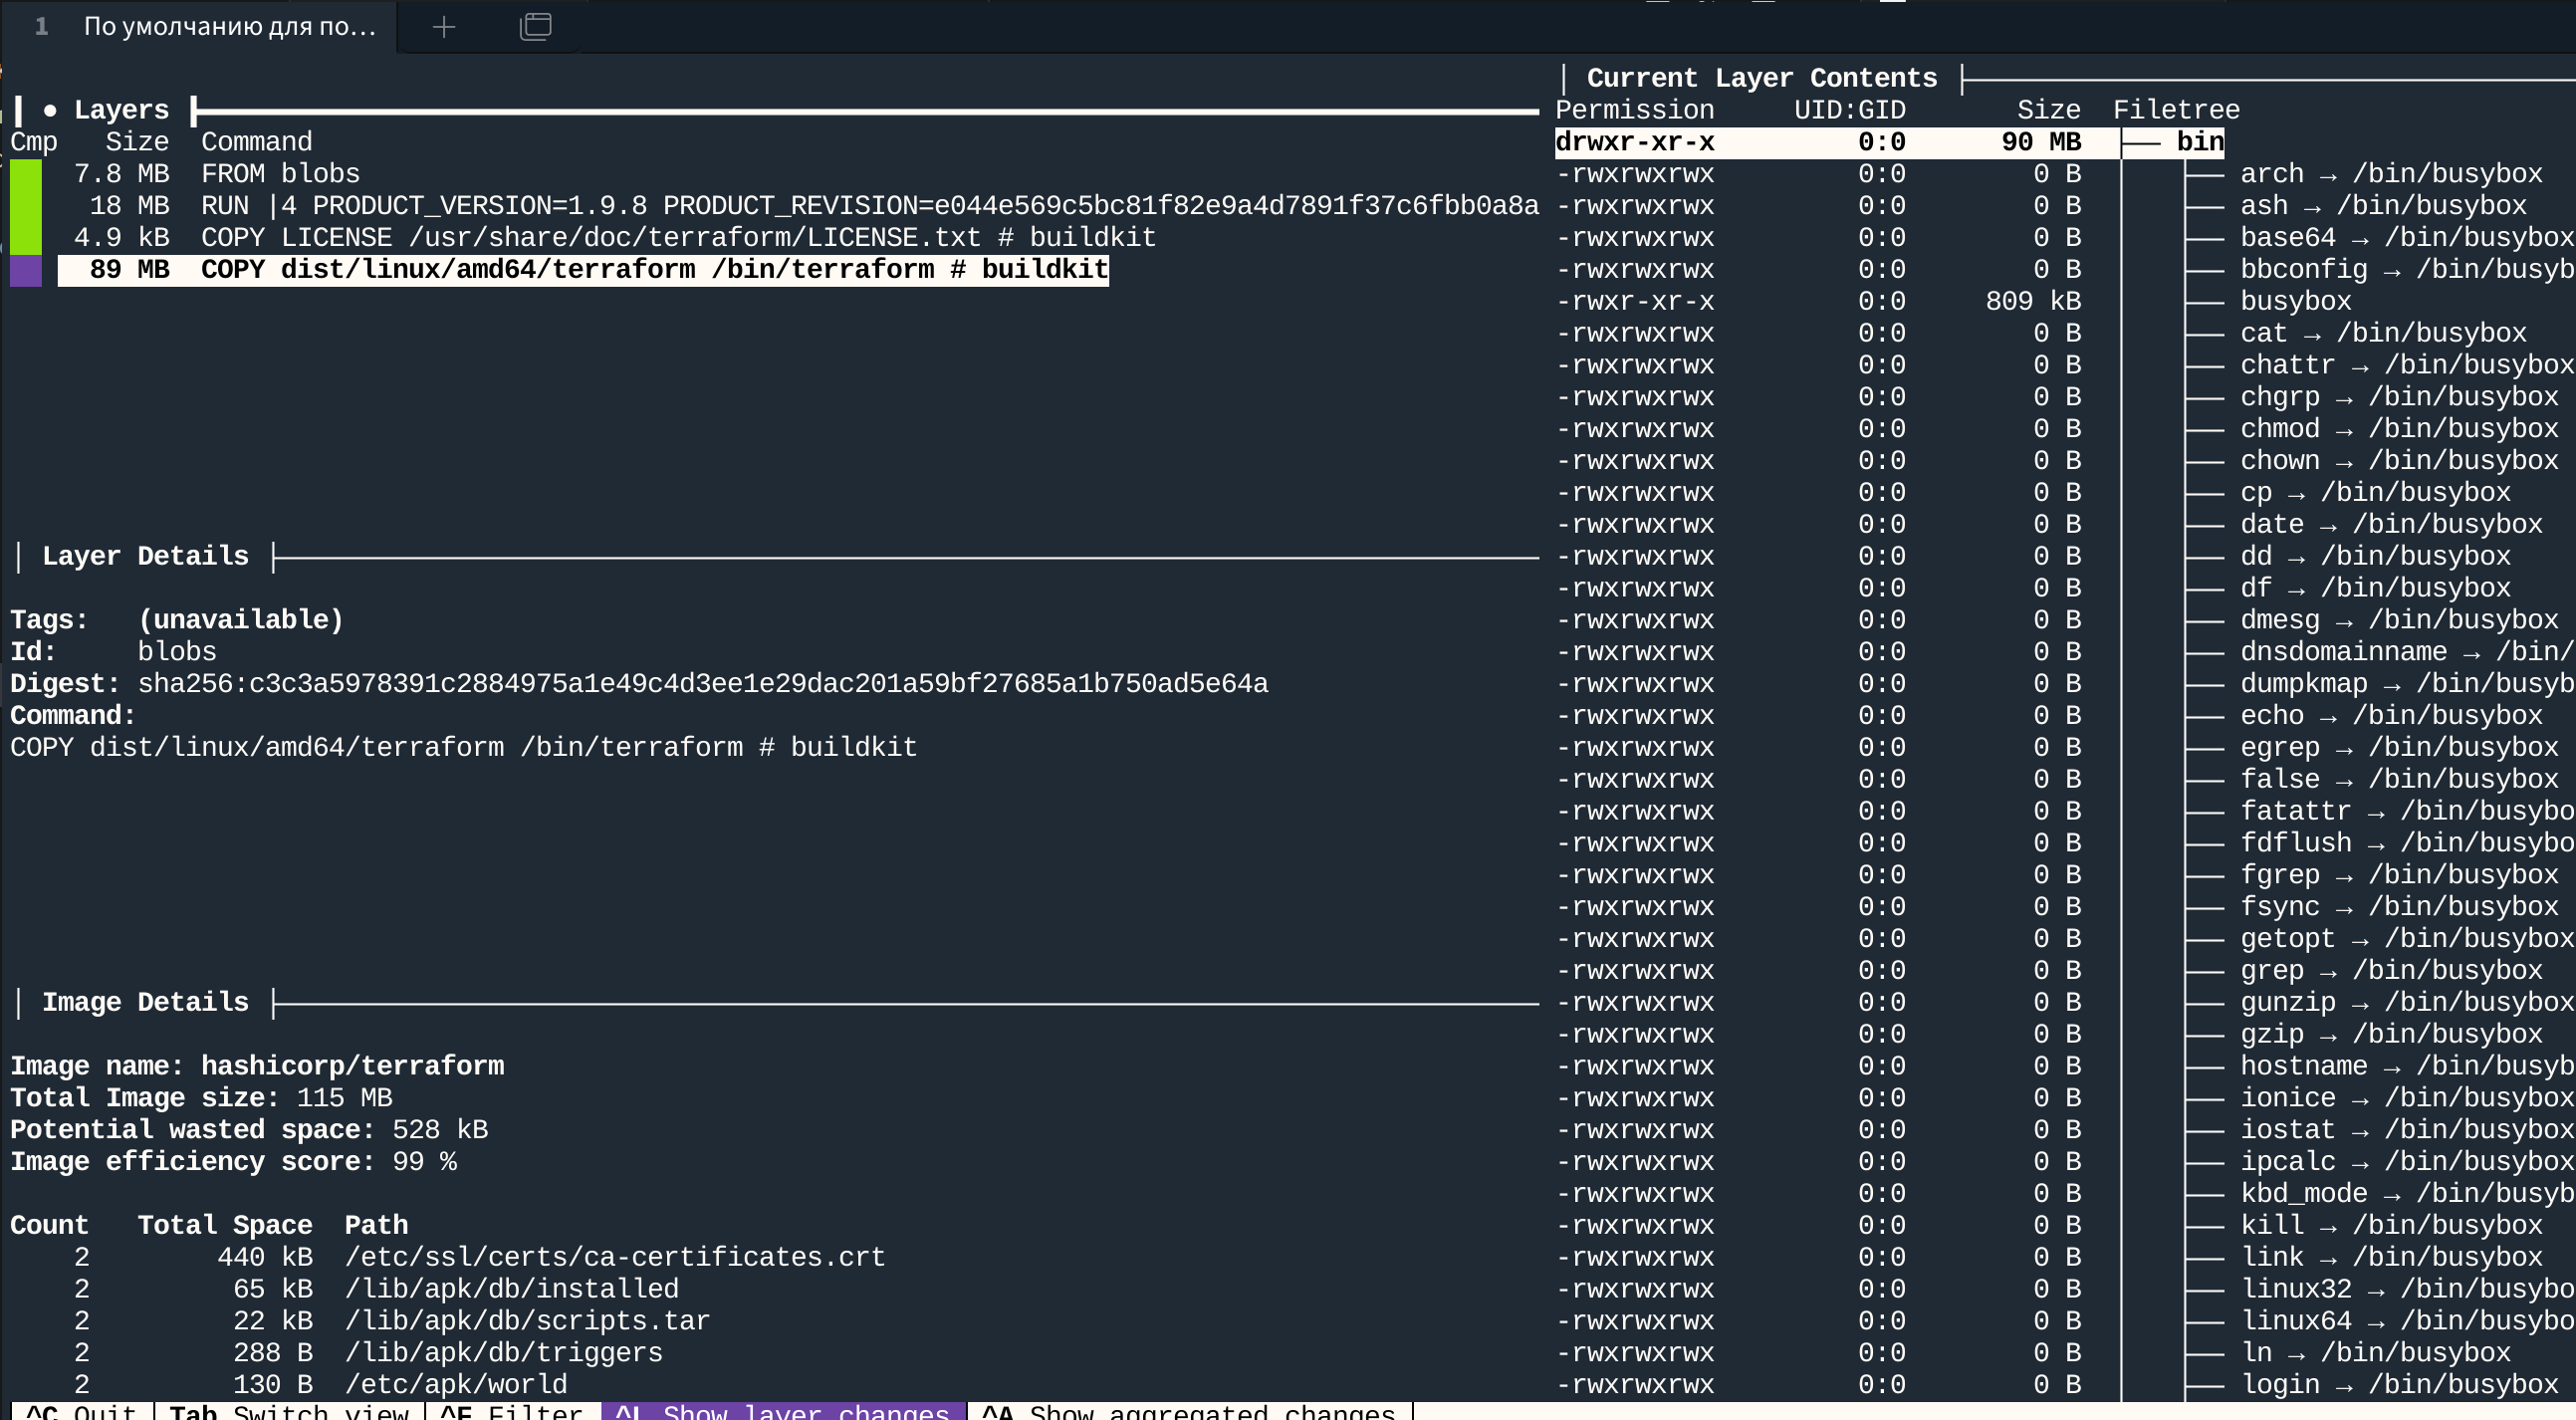 1 По умолчанию для по...
Layers
Cmp Size Command
7.8 MB FROM blobs
18 MB RUN |4 PRODUCT_VERSION=1.9.8 PRODUCT_REVISION=e044e569c5bc81f82e9a4d7891f37c6fbb0a8a
4.9 kB COPY LICENSE /usr/share/doc/terraform/LICENSE.txt # buildkit
89 MB COPY dist/linux/amd64/terraform /bin/terraform # buildkit
Layer Details
Tags: (unavailable)
Id: blobs
Digest: sha256:c3c3a5978391c2884975a1e49c4d3ee1e29dac201a59bf27685a1b750ad5e64a
Command:
COPY dist/linux/amd64/terraform /bin/terraform # buildkit
Image Details
Image name: hashicorp/terraform
Total Image size: 115 MB
Potential wasted space: 528 kB
Image efficiency score: 99 %
Count Total Space Path
2 440 kB /etc/ssl/certs/ca-certificates.crt
2 65 kB /lib/apk/db/installed
2 22 kB /lib/apk/db/scripts.tar
2 288 B /lib/apk/db/triggers
2 130 B /etc/apk/world
Current Layer Contents
Permission UID:GID Size Filetree
drwxr-xr-x 0:0 90 MB ├── bin
-rwxrwxrwx 0:0 0 B │ ├── arch → /bin/busybox
-rwxrwxrwx 0:0 0 B │ ├── ash → /bin/busybox
-rwxrwxrwx 0:0 0 B │ ├── base64 → /bin/busybox
-rwxrwxrwx 0:0 0 B │ ├── bbconfig → /bin/busyb
-rwxr-xr-x 0:0 809 kB │ ├── busybox
-rwxrwxrwx 0:0 0 B │ ├── cat → /bin/busybox
-rwxrwxrwx 0:0 0 B │ ├── chattr → /bin/busybox
-rwxrwxrwx 0:0 0 B │ ├── chgrp → /bin/busybox
-rwxrwxrwx 0:0 0 B │ ├── chmod → /bin/busybox
-rwxrwxrwx 0:0 0 B │ ├── chown → /bin/busybox
-rwxrwxrwx 0:0 0 B │ ├── cp → /bin/busybox
-rwxrwxrwx 0:0 0 B │ ├── date → /bin/busybox
-rwxrwxrwx 0:0 0 B │ ├── dd → /bin/busybox
-rwxrwxrwx 0:0 0 B │ ├── df → /bin/busybox
-rwxrwxrwx 0:0 0 B │ ├── dmesg → /bin/busybox
-rwxrwxrwx 0:0 0 B │ ├── dnsdomainname → /bin/
-rwxrwxrwx 0:0 0 B │ ├── dumpkmap → /bin/busyb
-rwxrwxrwx 0:0 0 B │ ├── echo → /bin/busybox
-rwxrwxrwx 0:0 0 B │ ├── egrep → /bin/busybox
-rwxrwxrwx 0:0 0 B │ ├── false → /bin/busybox
-rwxrwxrwx 0:0 0 B │ ├── fatattr → /bin/busybo
-rwxrwxrwx 0:0 0 B │ ├── fdflush → /bin/busybo
-rwxrwxrwx 0:0 0 B │ ├── fgrep → /bin/busybox
-rwxrwxrwx 0:0 0 B │ ├── fsync → /bin/busybox
-rwxrwxrwx 0:0 0 B │ ├── getopt → /bin/busybox
-rwxrwxrwx 0:0 0 B │ ├── grep → /bin/busybox
-rwxrwxrwx 0:0 0 B │ ├── gunzip → /bin/busybox
-rwxrwxrwx 0:0 0 B │ ├── gzip → /bin/busybox
-rwxrwxrwx 0:0 0 B │ ├── hostname → /bin/busyb
-rwxrwxrwx 0:0 0 B │ ├── ionice → /bin/busybox
-rwxrwxrwx 0:0 0 B │ ├── iostat → /bin/busybox
-rwxrwxrwx 0:0 0 B │ ├── ipcalc → /bin/busybox
-rwxrwxrwx 0:0 0 B │ ├── kbd_mode → /bin/busyb
-rwxrwxrwx 0:0 0 B │ ├── kill → /bin/busybox
-rwxrwxrwx 0:0 0 B │ ├── link → /bin/busybox
-rwxrwxrwx 0:0 0 B │ ├── linux32 → /bin/busybo
-rwxrwxrwx 0:0 0 B │ ├── linux64 → /bin/busybo
-rwxrwxrwx 0:0 0 B │ ├── ln → /bin/busybox
-rwxrwxrwx 0:0 0 B │ ├── login → /bin/busybox
^C Quit Tab Switch view ^F Filter ^L Show layer changes ^A Show aggregated changes